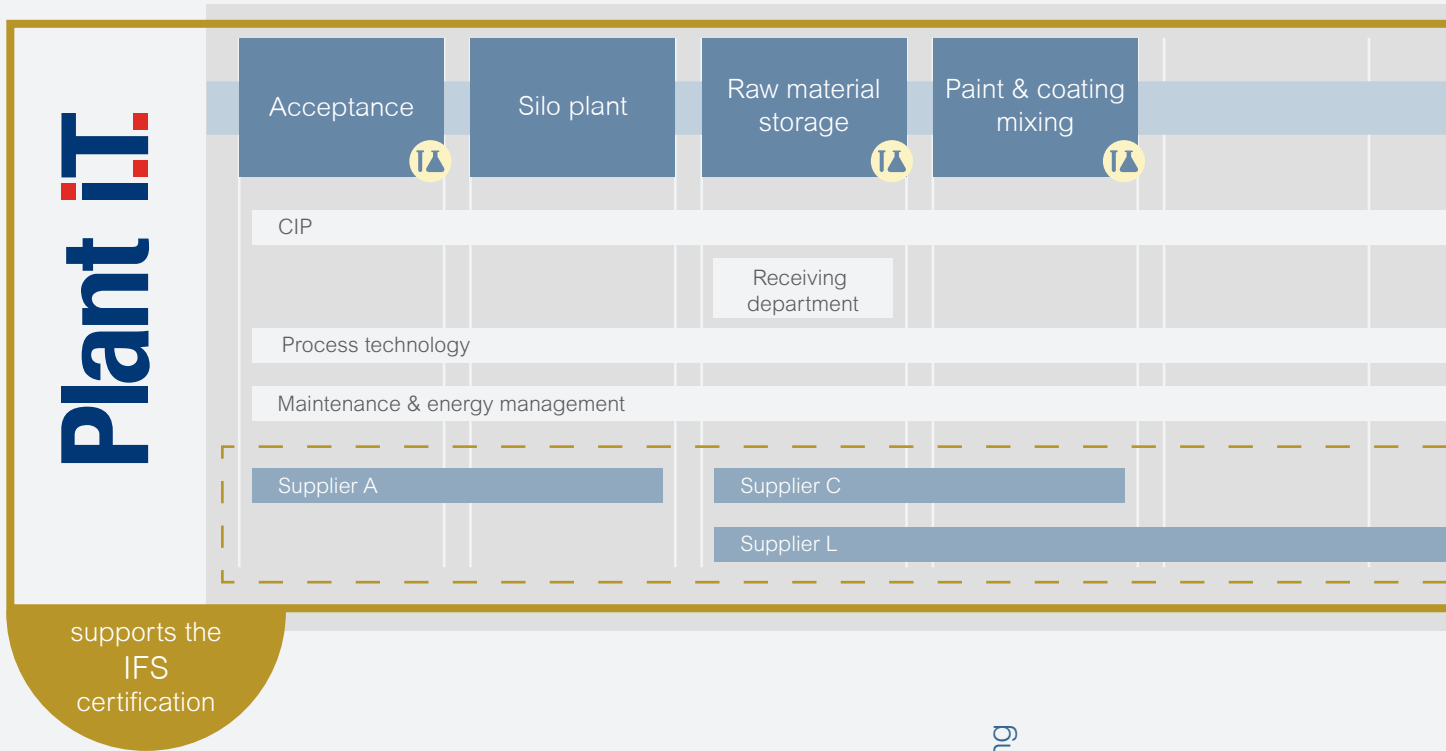 Plant i.T.
Acceptance
Silo plant
Raw material
storage
Paint & coating
mixing
CIP
Receiving
department
Process technology
Maintenance & energy management
Supplier A
Supplier C
Supplier L
supports the
IFS
certification